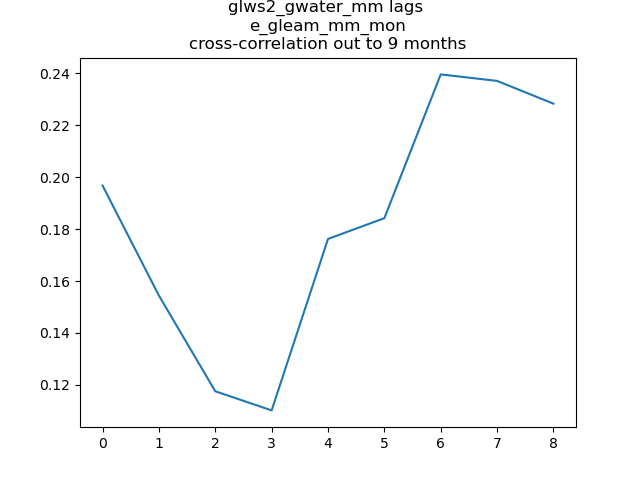 glws2_gwater_mm lags
e_gleam_mm_mon
cross-correlation out to 9 months
0.24
0.22
0.20
0.18
0.16
0.14
0.12
0 1 2 3 4 5 6 7 8